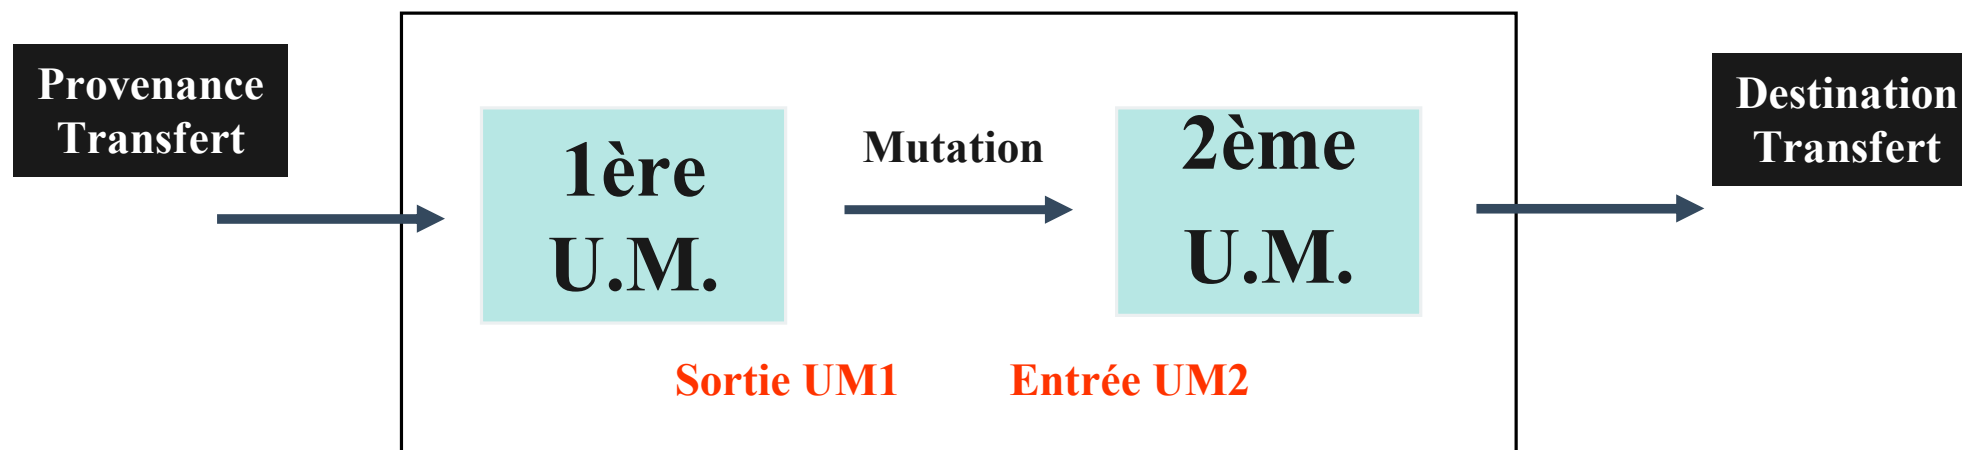 Provenance
Transfert
1ère
U.M.
Mutation
2ème
U.M.
Destination
Transfert
Sortie UM1
Entrée UM2